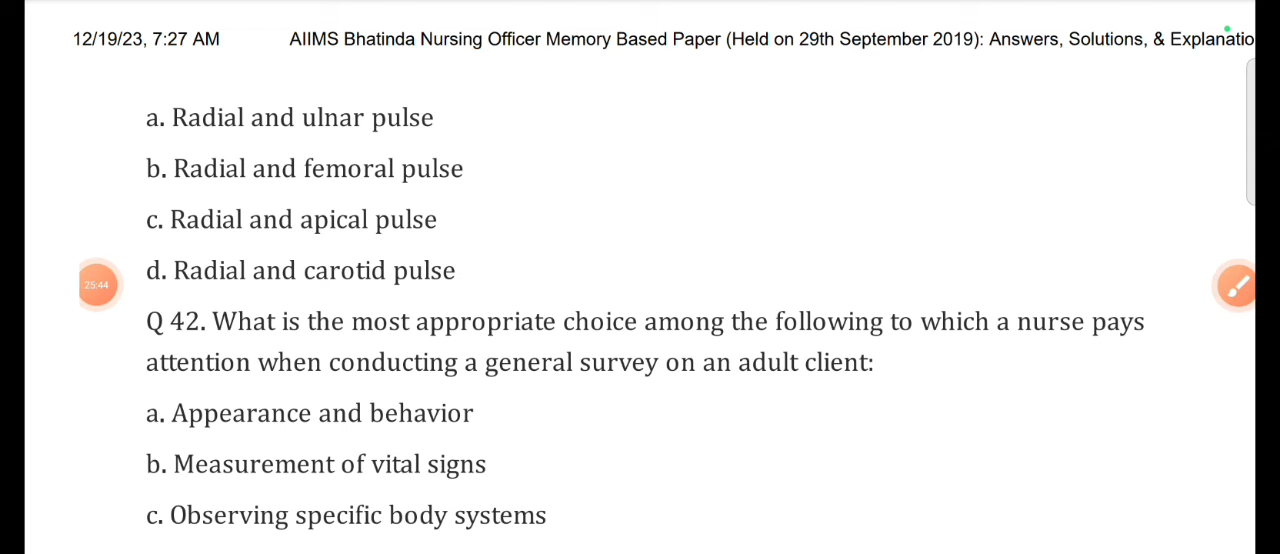 12/19/23, 7:27 AM AIIMS Bhatinda Nursing Officer Memory Based Paper (Held on 29th September 2019): Answers, Solutions, & Explanatio
a. Radial and ulnar pulse
b. Radial and femoral pulse
c. Radial and apical pulse
d. Radial and carotid pulse
25:44
Q 42. What is the most appropriate choice among the following to which a nurse pays
attention when conducting a general survey on an adult client:
a. Appearance and behavior
b. Measurement of vital signs
c. Observing specific body systems